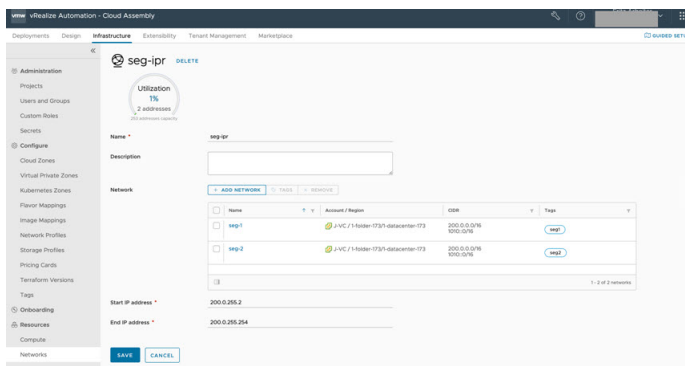 vmw vRealize Automation - Cloud Assembly
Deployments Design Infrastructure Extensibility Tenant Management Marketplace GUIDED SET
seg-ipr DELETE
Administration
Projects
Users and Groups
Custom Roles
Secrets
Configure
Cloud Zones
Virtual Private Zones
Kubernetes Zones
Flavor Mappings
Image Mappings
Network Profiles
Storage Profiles
Pricing Cards
Terraform Versions
Tags
Onboarding
Resources
Compute
Networks
Utilization
1%
2 addresses
253 addresses capacity
Name * seg-ipr
Description
Network + ADD NETWORK TAGS × REMOVE
Name Account / Region CIDR Tags
seg-1 J-VC / 1-folder-173/1-datacenter-173 200.0.0.0/16 seg1
1010::0/16
seg-2 J-VC / 1-folder-173/1-datacenter-173 200.0.0.0/16 seg2
1010::0/16
1 - 2 of 2 networks
Start IP address * 200.0.255.2
End IP address * 200.0.255.254
SAVE CANCEL